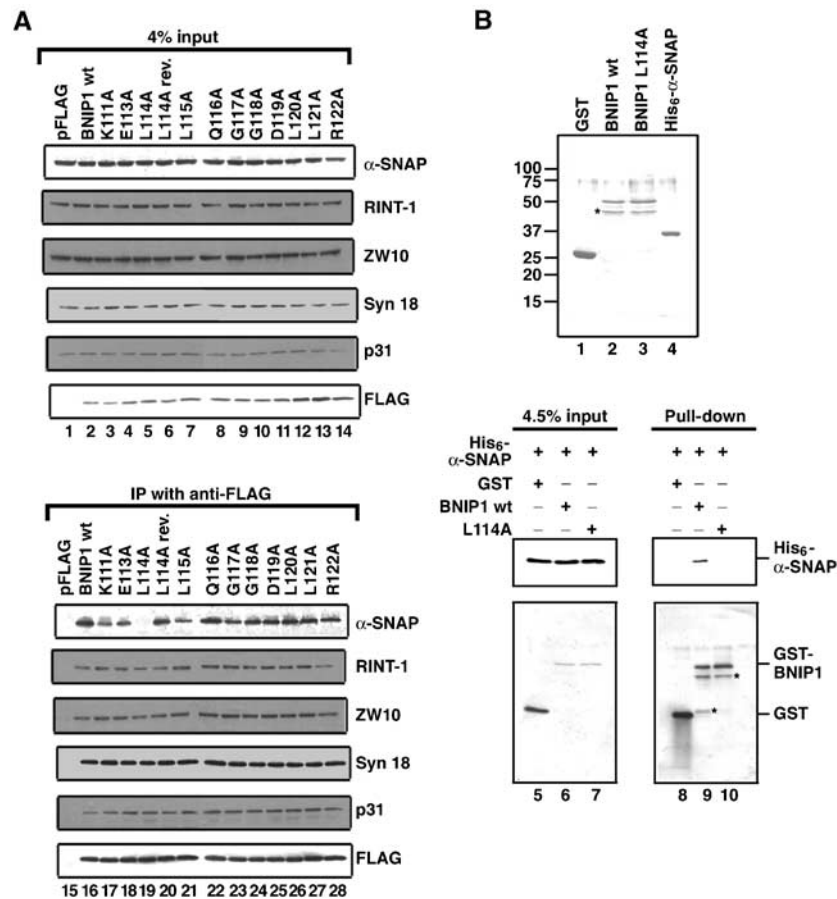 A
4% input
pFLAG
BNIP1 wt
K111A
E113A
L114A
L114A rev.
L115A
Q116A
G117A
G118A
D119A
L120A
L121A
R122A
α-SNAP
RINT-1
ZW10
Syn 18
p31
FLAG
1 2 3 4 5 6 7 8 9 10 11 12 13 14
IP with anti-FLAG
pFLAG
BNIP1 wt
K111A
E113A
L114A
L114A rev.
L115A
Q116A
G117A
G118A
D119A
L120A
L121A
R122A
α-SNAP
RINT-1
ZW10
Syn 18
p31
FLAG
15 16 17 18 19 20 21 22 23 24 25 26 27 28
B
GST
BNIP1 wt
BNIP1 L114A
His6-α-SNAP
100
75
50
*
37
25
20
15
1 2 3 4
4.5% input Pull-down
His6-α-SNAP + + + + + +
GST + − − + − −
BNIP1 wt − + − − + −
L114A − − + − − +
His6-α-SNAP
GST-BNIP1
*
GST
*
5 6 7 8 9 10